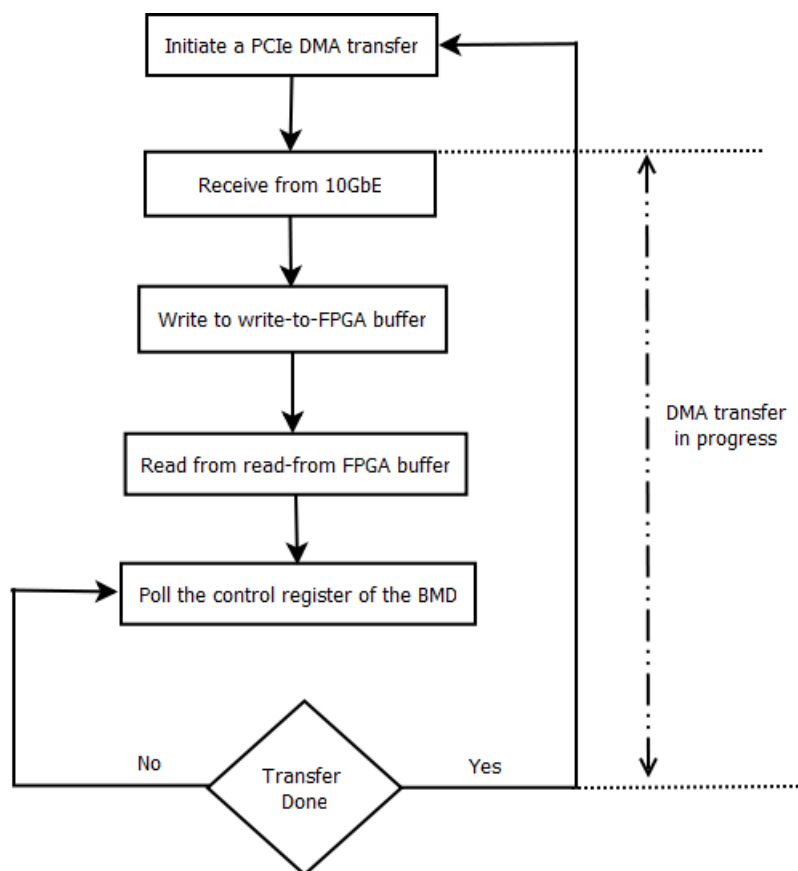 Initiate a PCIe DMA transfer
Receive from 10GbE
Write to write-to-FPGA buffer
DMA transfer
in progress
Read from read-from FPGA buffer
Poll the control register of the BMD
No
Yes
Transfer
Done